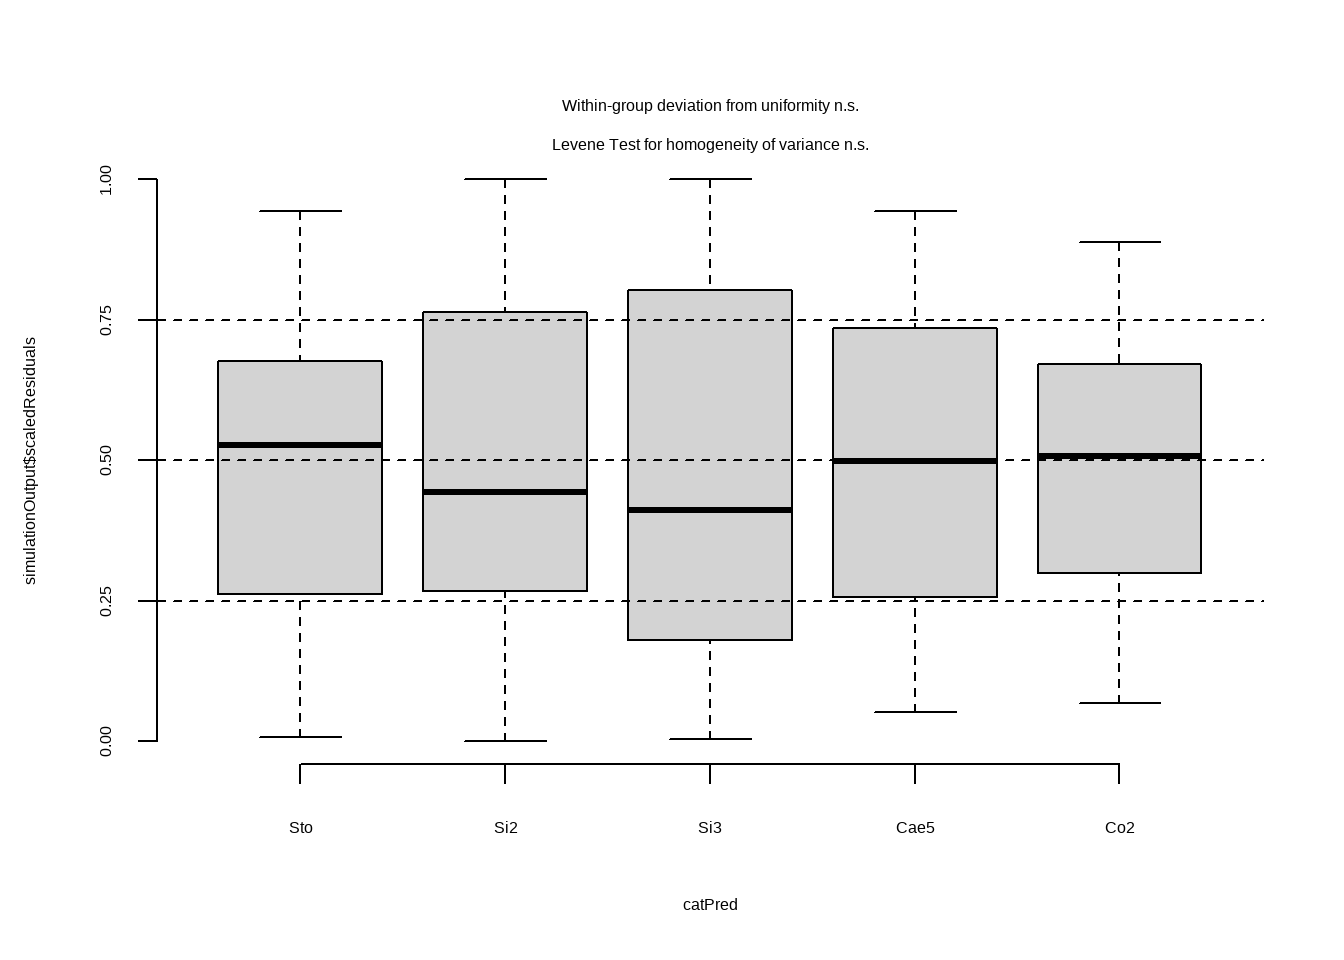 Within-group deviation from uniformity n.s.
Levene Test for homogeneity of variance n.s.
simulationOutput$scaledResiduals
1.00
0.75
0.50
0.25
0.00
Sto Si2 Si3 Cae5 Co2
catPred